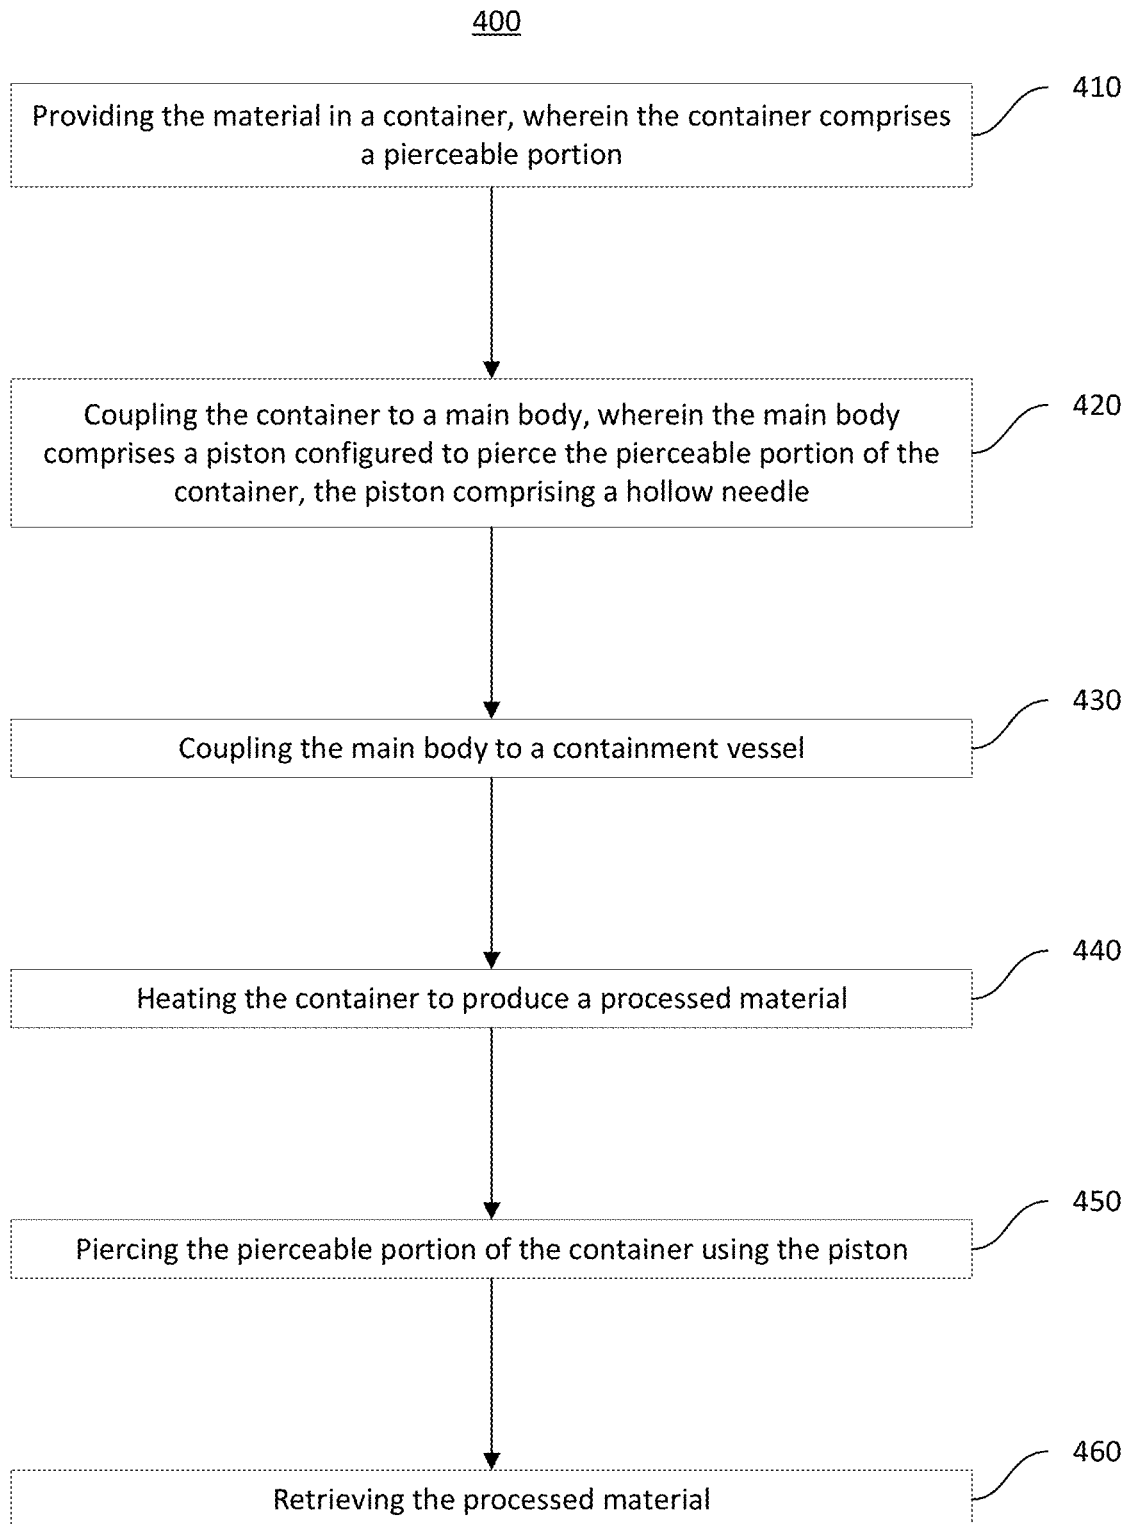 400
410
Providing the material in a container, wherein the container comprises
a pierceable portion
420
Coupling the container to a main body, wherein the main body
comprises a piston configured to pierce the pierceable portion of the
container, the piston comprising a hollow needle
430
Coupling the main body to a containment vessel
440
Heating the container to produce a processed material
450
Piercing the pierceable portion of the container using the piston
460
Retrieving the processed material